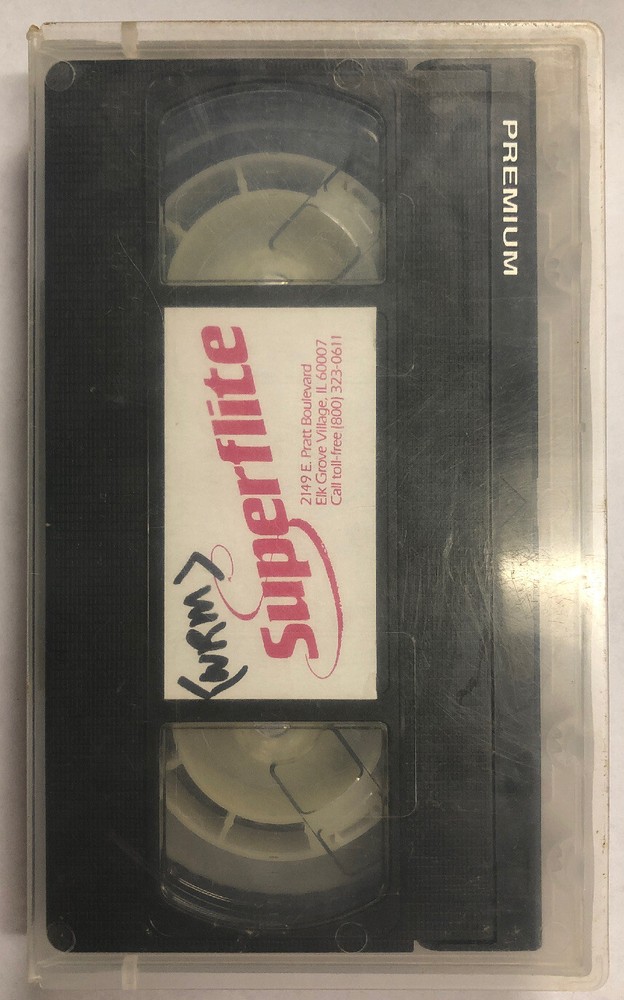 PREMIUM
<WRM>
Superflite
2149 E. Pratt Boulevard
Elk Grove Village, IL 60007
Call toll-free (800) 323-0611